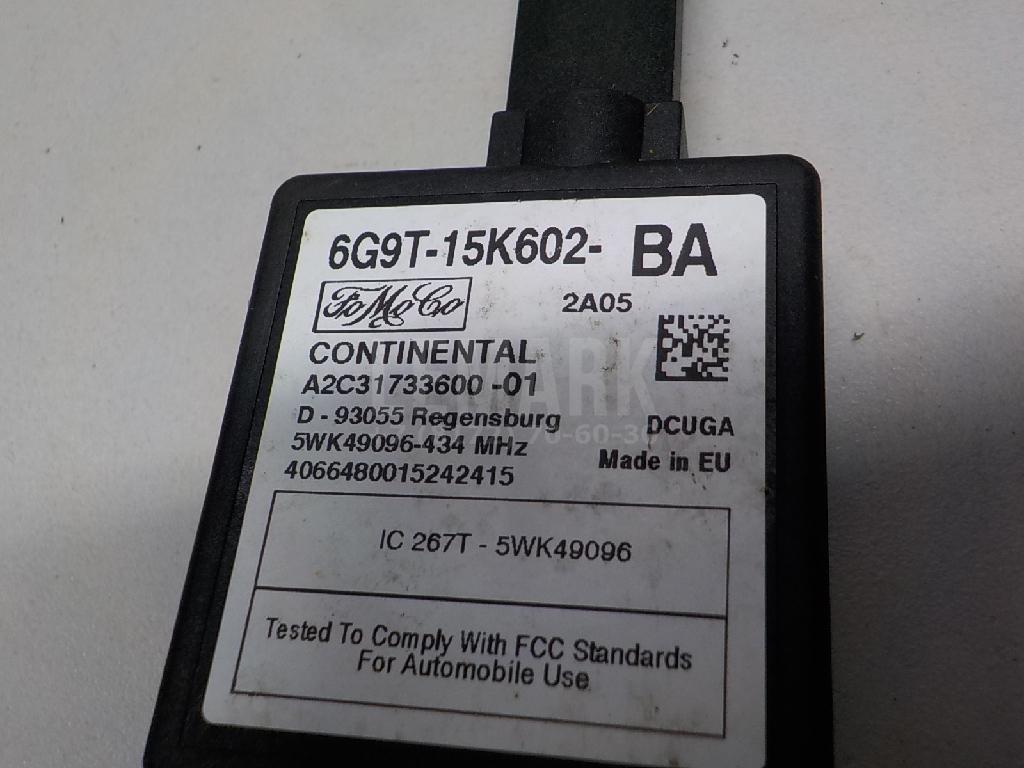 6G9T-15K602- BA
FoMoCo 2A05
CONTINENTAL
A2C31733600 -01
D - 93055 Regensburg DCUGA
5WK49096-434 MHz Made in EU
4066480015242415
IC 267T - 5WK49096
Tested To Comply With FCC Standards
For Automobile Use